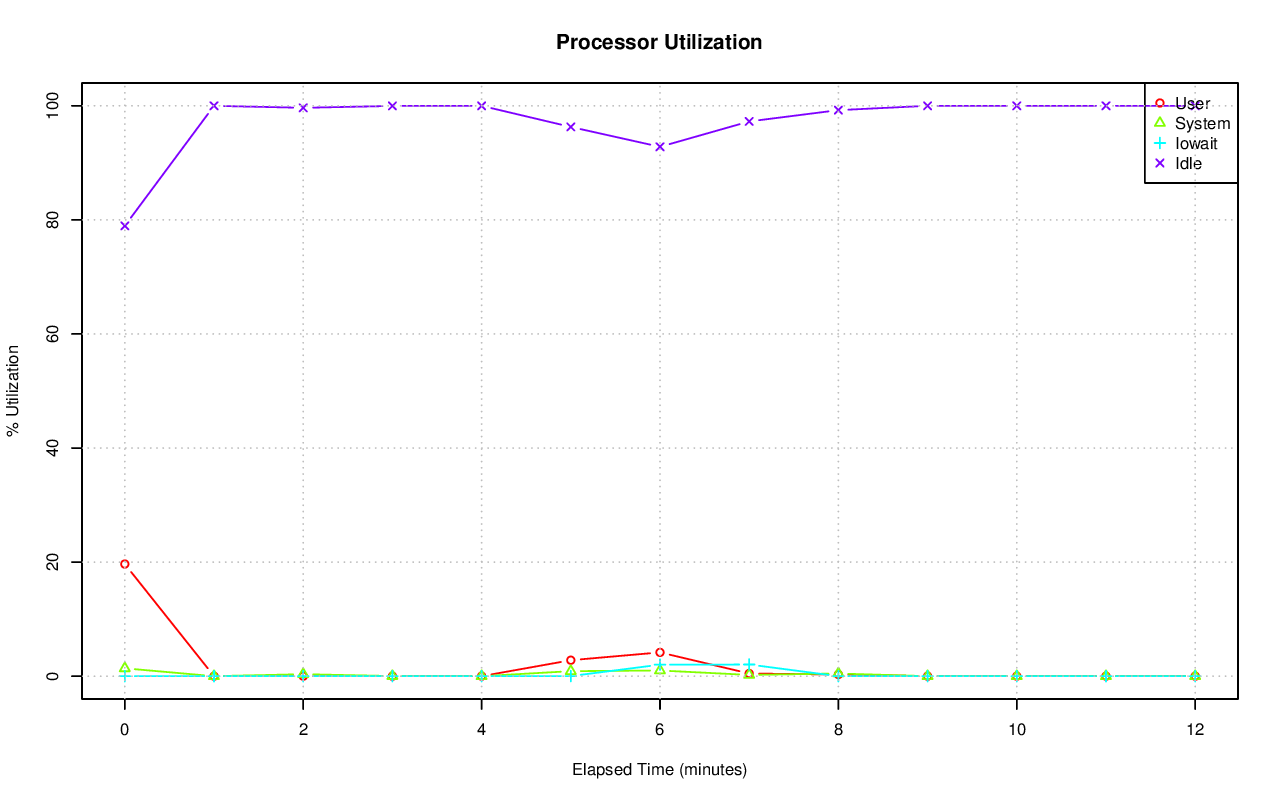 Processor Utilization
100
80
60
40
20
0
% Utilization
User
System
Iowait
Idle
0 2 4 6 8 10 12
Elapsed Time (minutes)